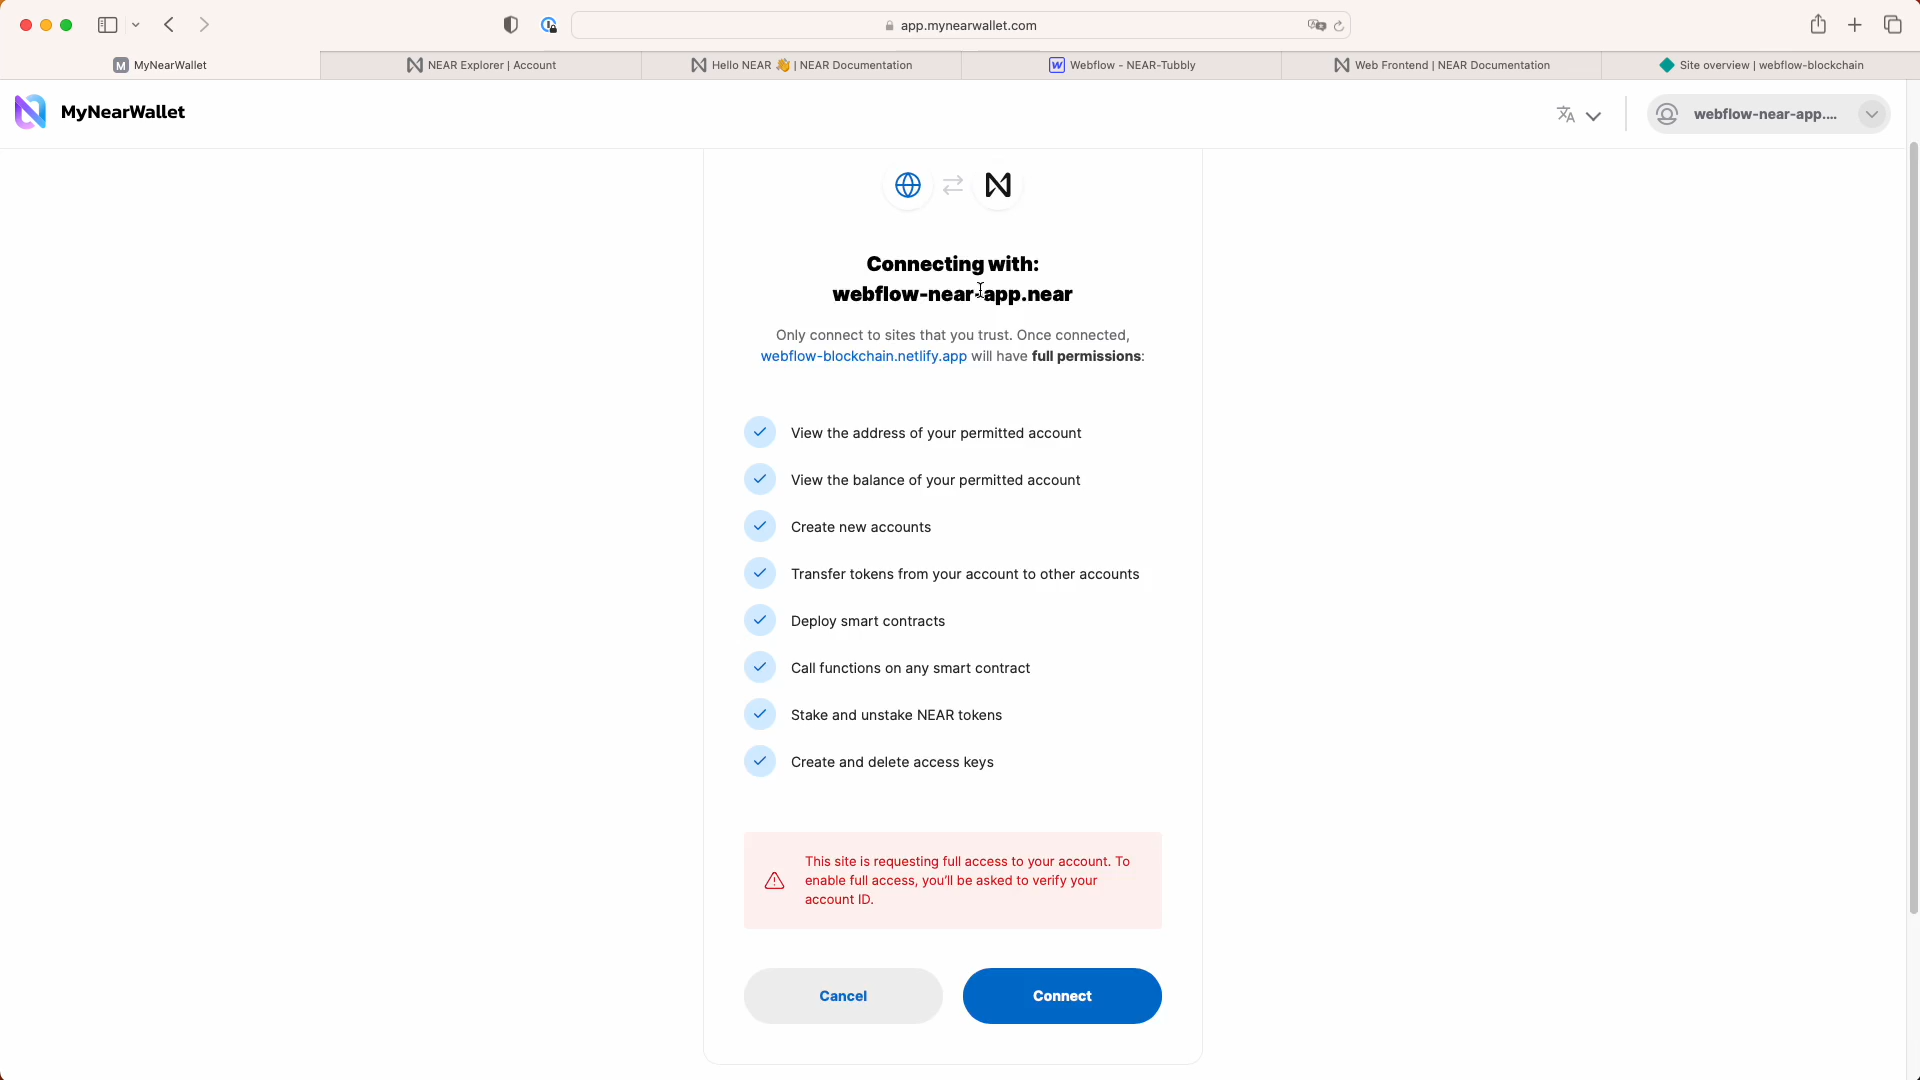 app.mynearwallet.com
MyNearWallet
NEAR Explorer | Account
Hello NEAR 👋 | NEAR Documentation
Webflow - NEAR-Tubbly
Web Frontend | NEAR Documentation
Site overview | webflow-blockchain
MyNearWallet
webflow-near-app....
Connecting with:
webflow-near-app.near
Only connect to sites that you trust. Once connected,
webflow-blockchain.netlify.app will have full permissions:
View the address of your permitted account
View the balance of your permitted account
Create new accounts
Transfer tokens from your account to other accounts
Deploy smart contracts
Call functions on any smart contract
Stake and unstake NEAR tokens
Create and delete access keys
This site is requesting full access to your account. To
enable full access, you'll be asked to verify your
account ID.
Cancel
Connect